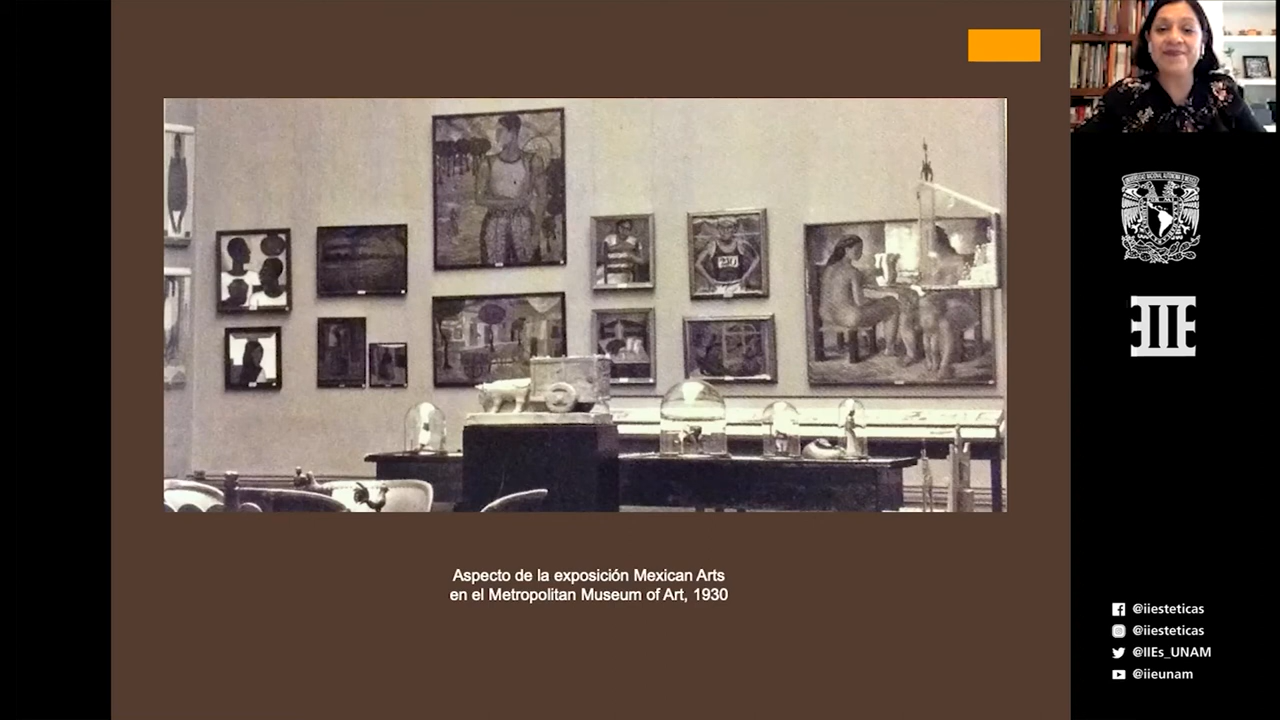 Aspecto de la exposición Mexican Arts
en el Metropolitan Museum of Art, 1930
@iiesteticas
@iiesteticas
@IIEs_UNAM
@iieunam